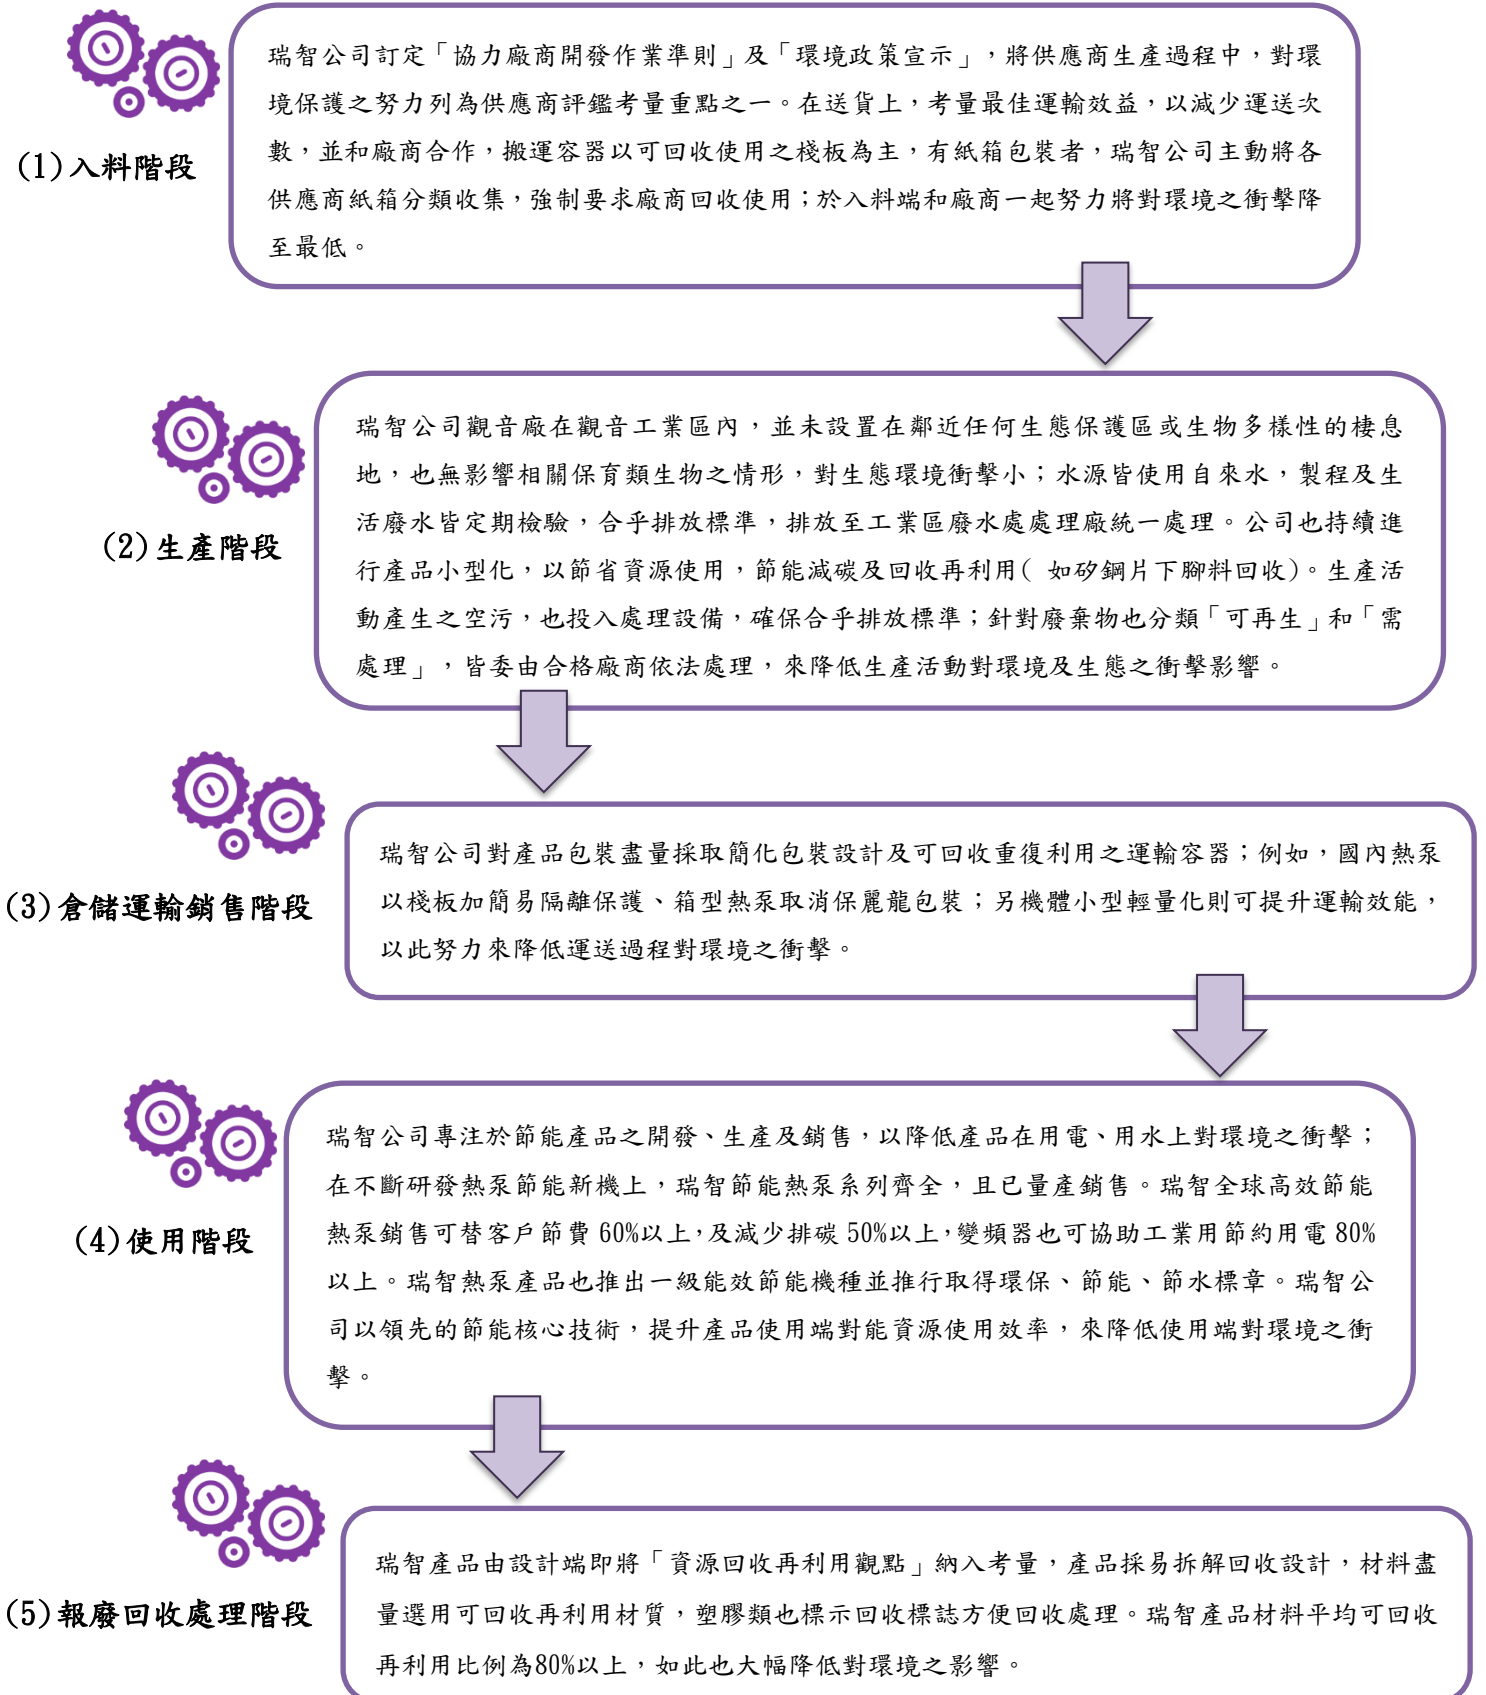 瑞智公司訂定「協力廠商開發作業準則」及「環境政策宣示」，將供應商生產過程中，對環
境保護之努力列為供應商評鑑考量重點之一。在送貨上，考量最佳運輸效益，以減少運送次
數，並和廠商合作，搬運容器以可回收使用之棧板為主，有紙箱包裝者，瑞智公司主動將各
供應商紙箱分類收集，強制要求廠商回收使用；於入料端和廠商一起努力將對環境之衝擊降
至最低。
(1)入料階段
瑞智公司觀音廠在觀音工業區內，並未設置在鄰近任何生態保護區或生物多樣性的棲息
地，也無影響相關保育類生物之情形，對生態環境衝擊小；水源皆使用自來水，製程及生
活廢水皆定期檢驗，合乎排放標準，排放至工業區廢水處處理廠統一處理。公司也持續進
行產品小型化，以節省資源使用，節能減碳及回收再利用( 如矽鋼片下腳料回收)。生產活
動產生之空污，也投入處理設備，確保合乎排放標準；針對廢棄物也分類「可再生」和「需
處理」，皆委由合格廠商依法處理，來降低生產活動對環境及生態之衝擊影響。
(2)生產階段
瑞智公司對產品包裝盡量採取簡化包裝設計及可回收重復利用之運輸容器；例如，國內熱泵
以棧板加簡易隔離保護、箱型熱泵取消保麗龍包裝；另機體小型輕量化則可提升運輸效能，
以此努力來降低運送過程對環境之衝擊。
(3)倉儲運輸銷售階段
瑞智公司專注於節能產品之開發、生產及銷售，以降低產品在用電、用水上對環境之衝擊；
在不斷研發熱泵節能新機上，瑞智節能熱泵系列齊全，且已量產銷售。瑞智全球高效節能
熱泵銷售可替客戶節費 60%以上，及減少排碳 50%以上，變頻器也可協助工業用節約用電 80%
以上。瑞智熱泵產品也推出一級能效節能機種並推行取得環保、節能、節水標章。瑞智公
司以領先的節能核心技術，提升產品使用端對能資源使用效率，來降低使用端對環境之衝
擊。
(4)使用階段
瑞智產品由設計端即將「資源回收再利用觀點」納入考量，產品採易拆解回收設計，材料盡
量選用可回收再利用材質，塑膠類也標示回收標誌方便回收處理。瑞智產品材料平均可回收
再利用比例為80%以上，如此也大幅降低對環境之影響。
(5)報廢回收處理階段